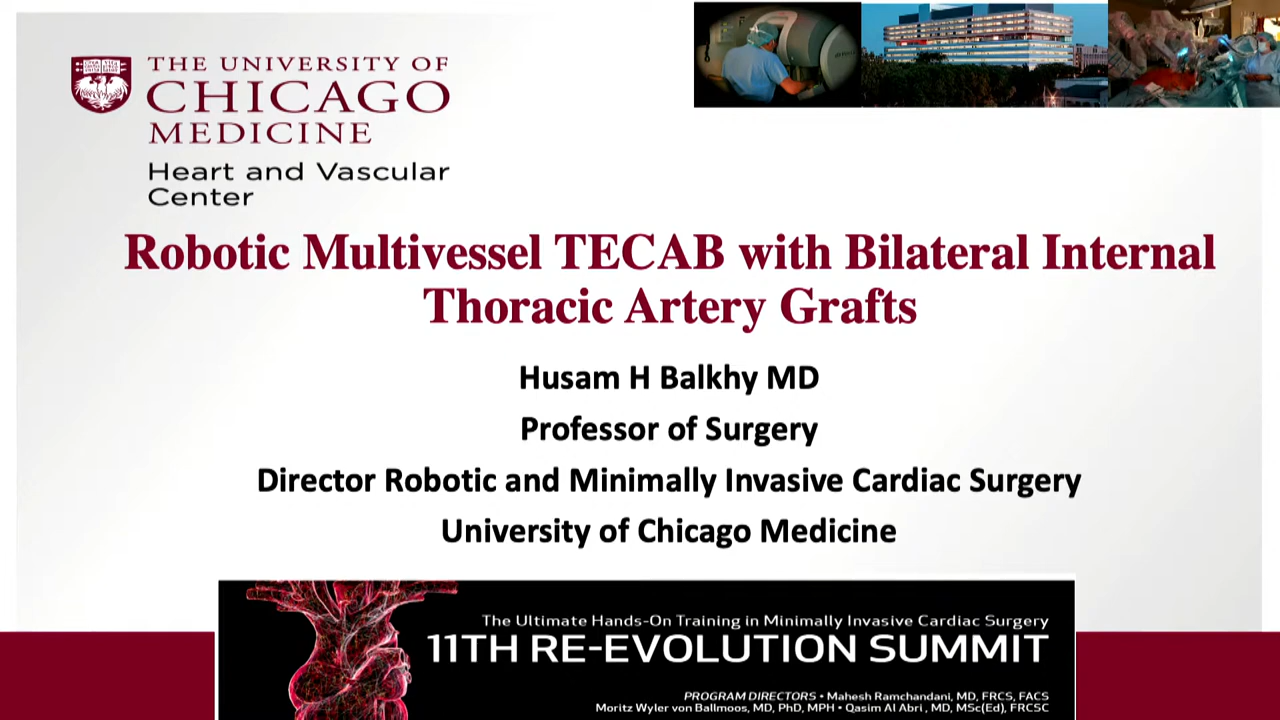 THE UNIVERSITY OF
CHICAGO
MEDICINE
Heart and Vascular
Center
Robotic Multivessel TECAB with Bilateral Internal
Thoracic Artery Grafts
Husam H Balkhy MD
Professor of Surgery
Director Robotic and Minimally Invasive Cardiac Surgery
University of Chicago Medicine
The Ultimate Hands-On Training in Minimally Invasive Cardiac Surgery
11TH RE-EVOLUTION SUMMIT
PROGRAM DIRECTORS • Mahesh Ramchandani, MD, FRCS, FACS
Moritz Wyler von Ballmoos, MD, PhD, MPH • Qasim Al Abri , MD, MSc(Ed), FRCSC